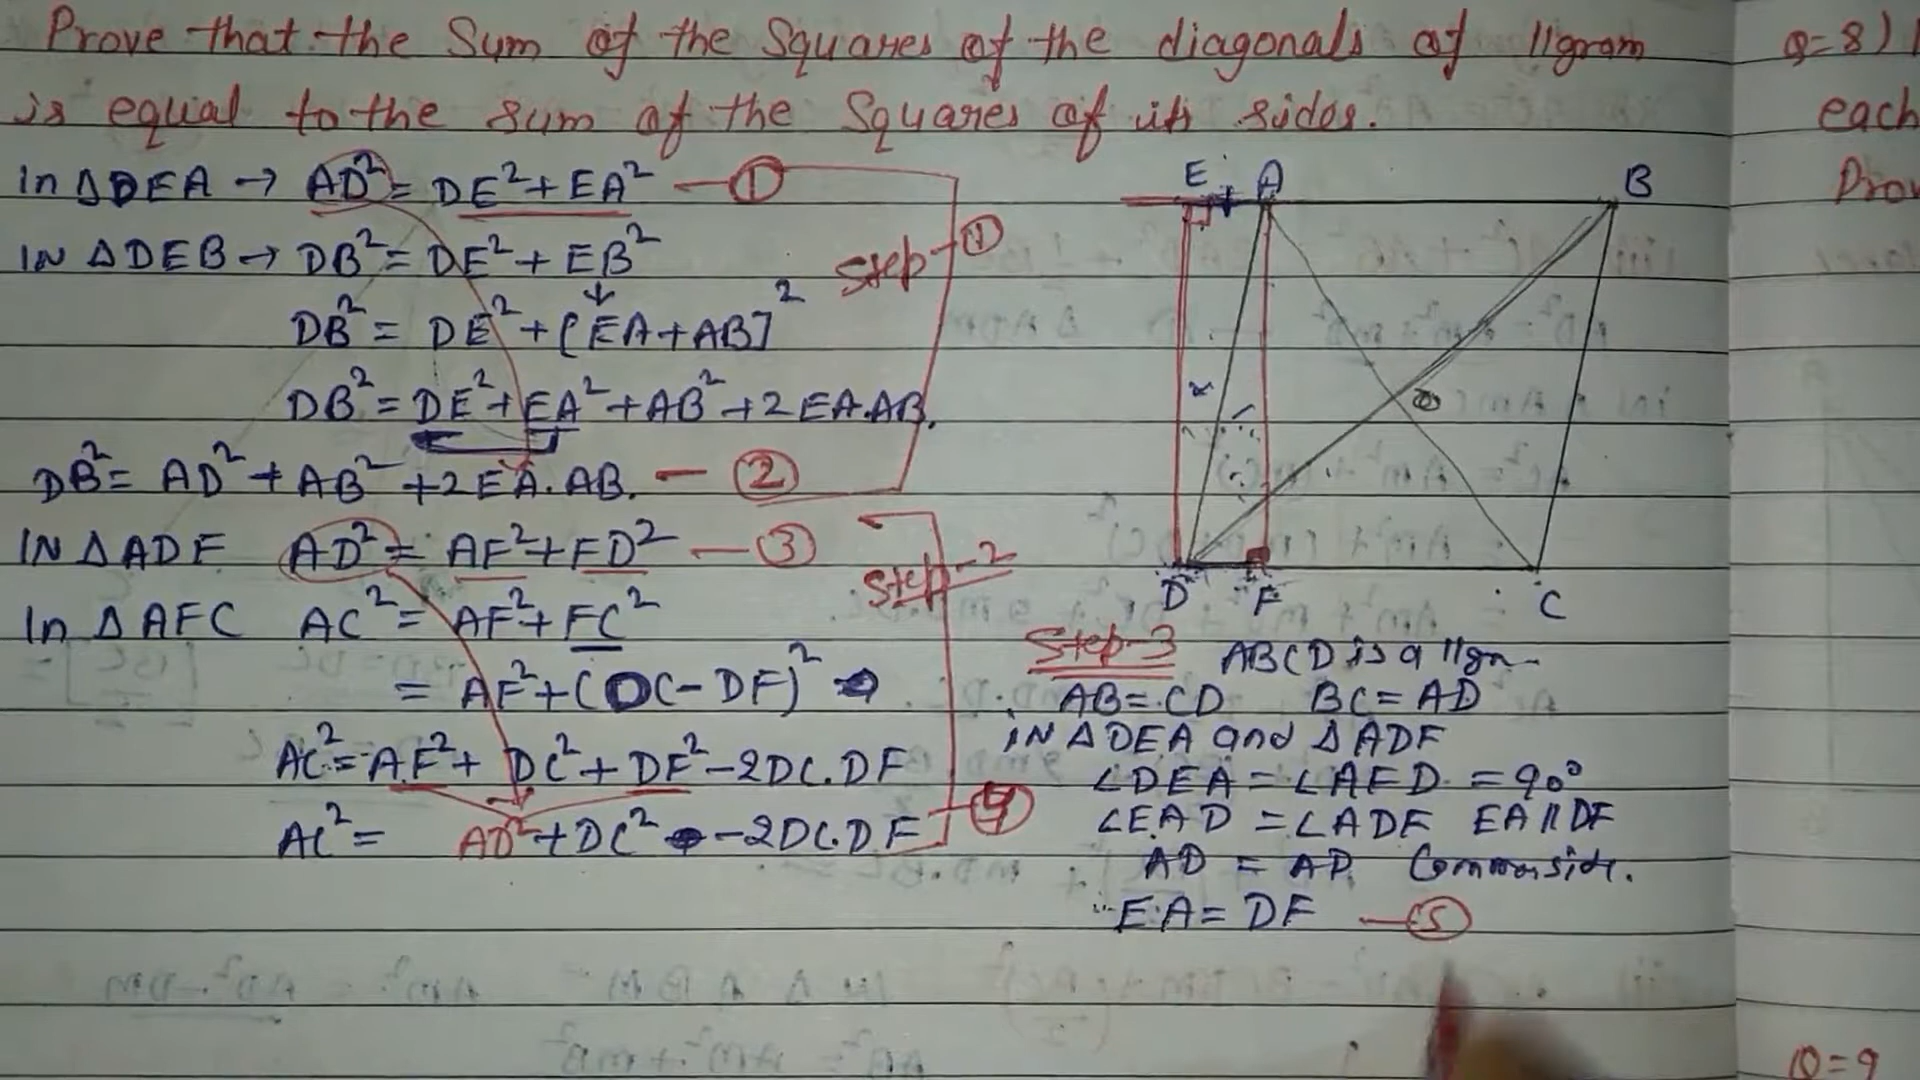 Prove that the Sum of the Squares of the diagonals of ||gram
is equal to the sum of the Squares of its sides.
In ΔDEA → AD² = DE² + EA² — ①
IN ΔDEB → DB² = DE² + EB²
Step ①
DB² = DE² + [EA + AB]²
DB² = DE² + EA² + AB² + 2EA.AB.
DB² = AD² + AB² + 2EA.AB. — ②
IN ΔADF AD² = AF² + FD² — ③
Step-2
In ΔAFC AC² = AF² + FC²
= AF² + (DC - DF)²
AC² = AF² + DC² + DF² - 2DC.DF
AC² = AD² + DC² - 2DC.DF ④
E A B
D F C
Step-3 ABCD is a ||gm
∴ AB = CD BC = AD
IN ΔDEA and ΔADF
∠DEA = ∠AFD = 90°
∠EAD = ∠ADF EA || DF
AD = AD Common side.
∴ EA = DF — ⑤
Q=8)
each
Q=9